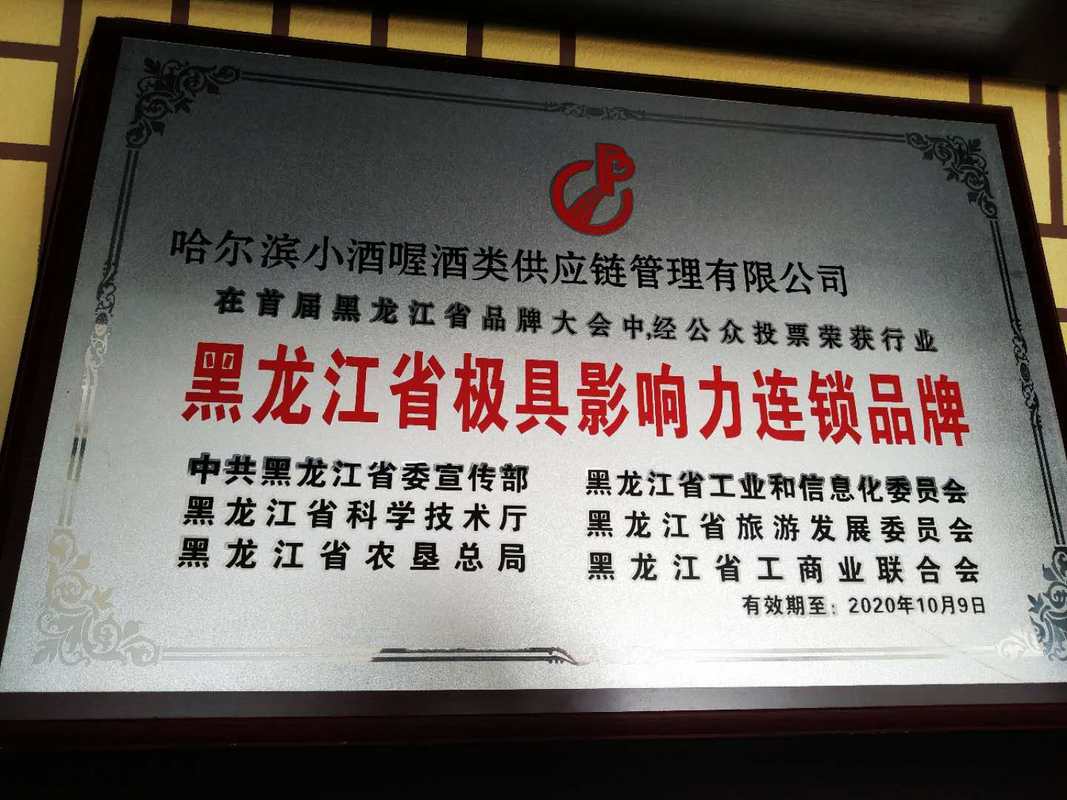 哈尔滨小酒喔酒类供应链管理有限公司
在首届黑龙江省品牌大会中,经公众投票荣获行业
黑龙江省极具影响力连锁品牌
中共黑龙江省委宣传部
黑龙江省工业和信息化委员会
黑龙江省科学技术厅
黑龙江省旅游发展委员会
黑龙江省农垦总局
黑龙江省工商业联合会
有效期至：2020年10月9日